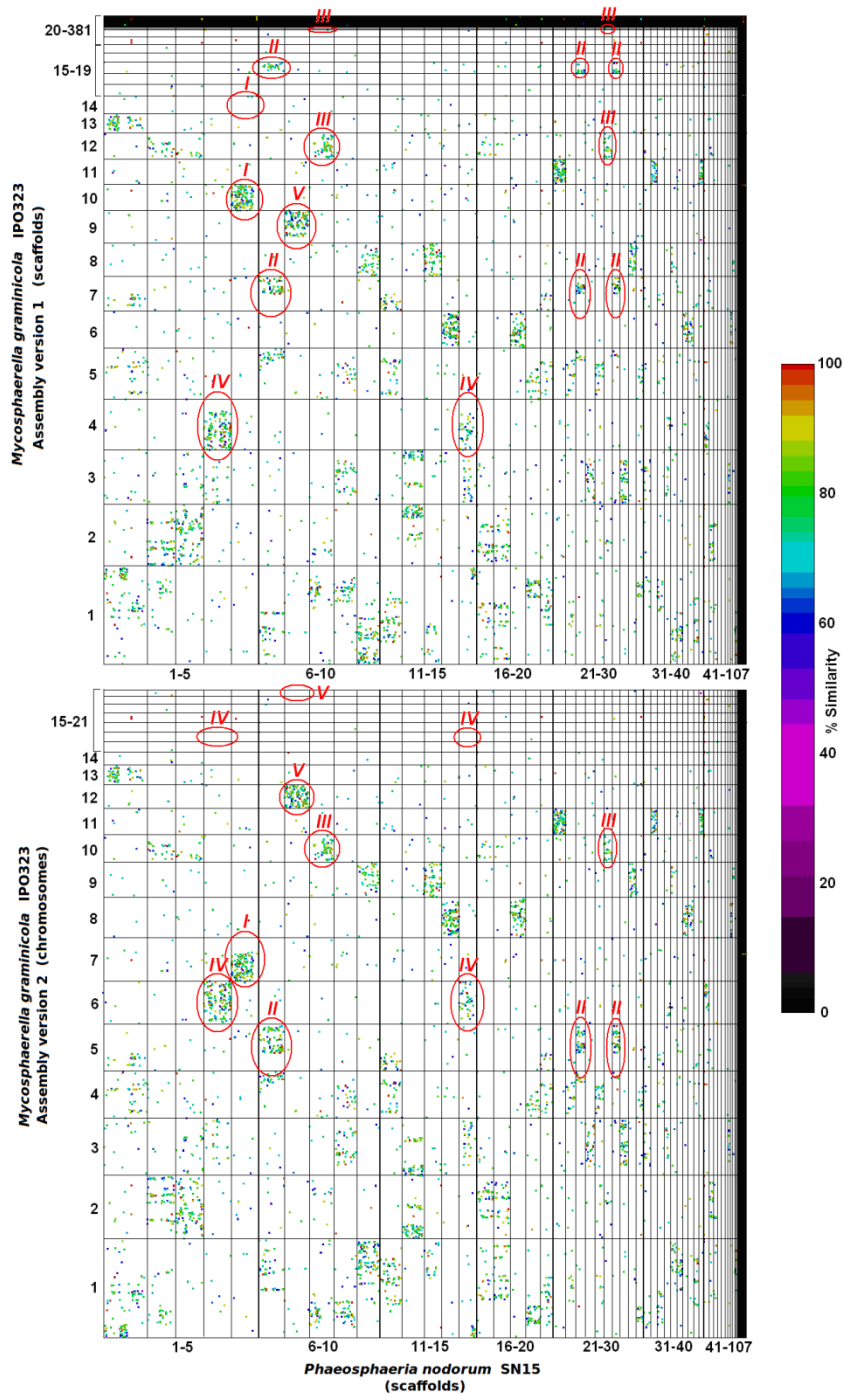 III III
20-381
II II II
15-19
I
14
13
III III
12
11
I
10
V
9
8
II II II
7
6
5
IV IV
4
3
2
1
1-5 6-10 11-15 16-20 21-30 31-40 41-107
Mycosphaerella graminicola IPO323
Assembly version 1 (scaffolds)
100
80
60
40
20
0
% Similarity
V
15-21
IV IV
14
13
V
12
11
III III
10
9
8
I
7
IV IV
6
II II II
5
4
3
2
1
1-5 6-10 11-15 16-20 21-30 31-40 41-107
Mycosphaerella graminicola IPO323
Assembly version 2 (chromosomes)
Phaeosphaeria nodorum SN15
(scaffolds)